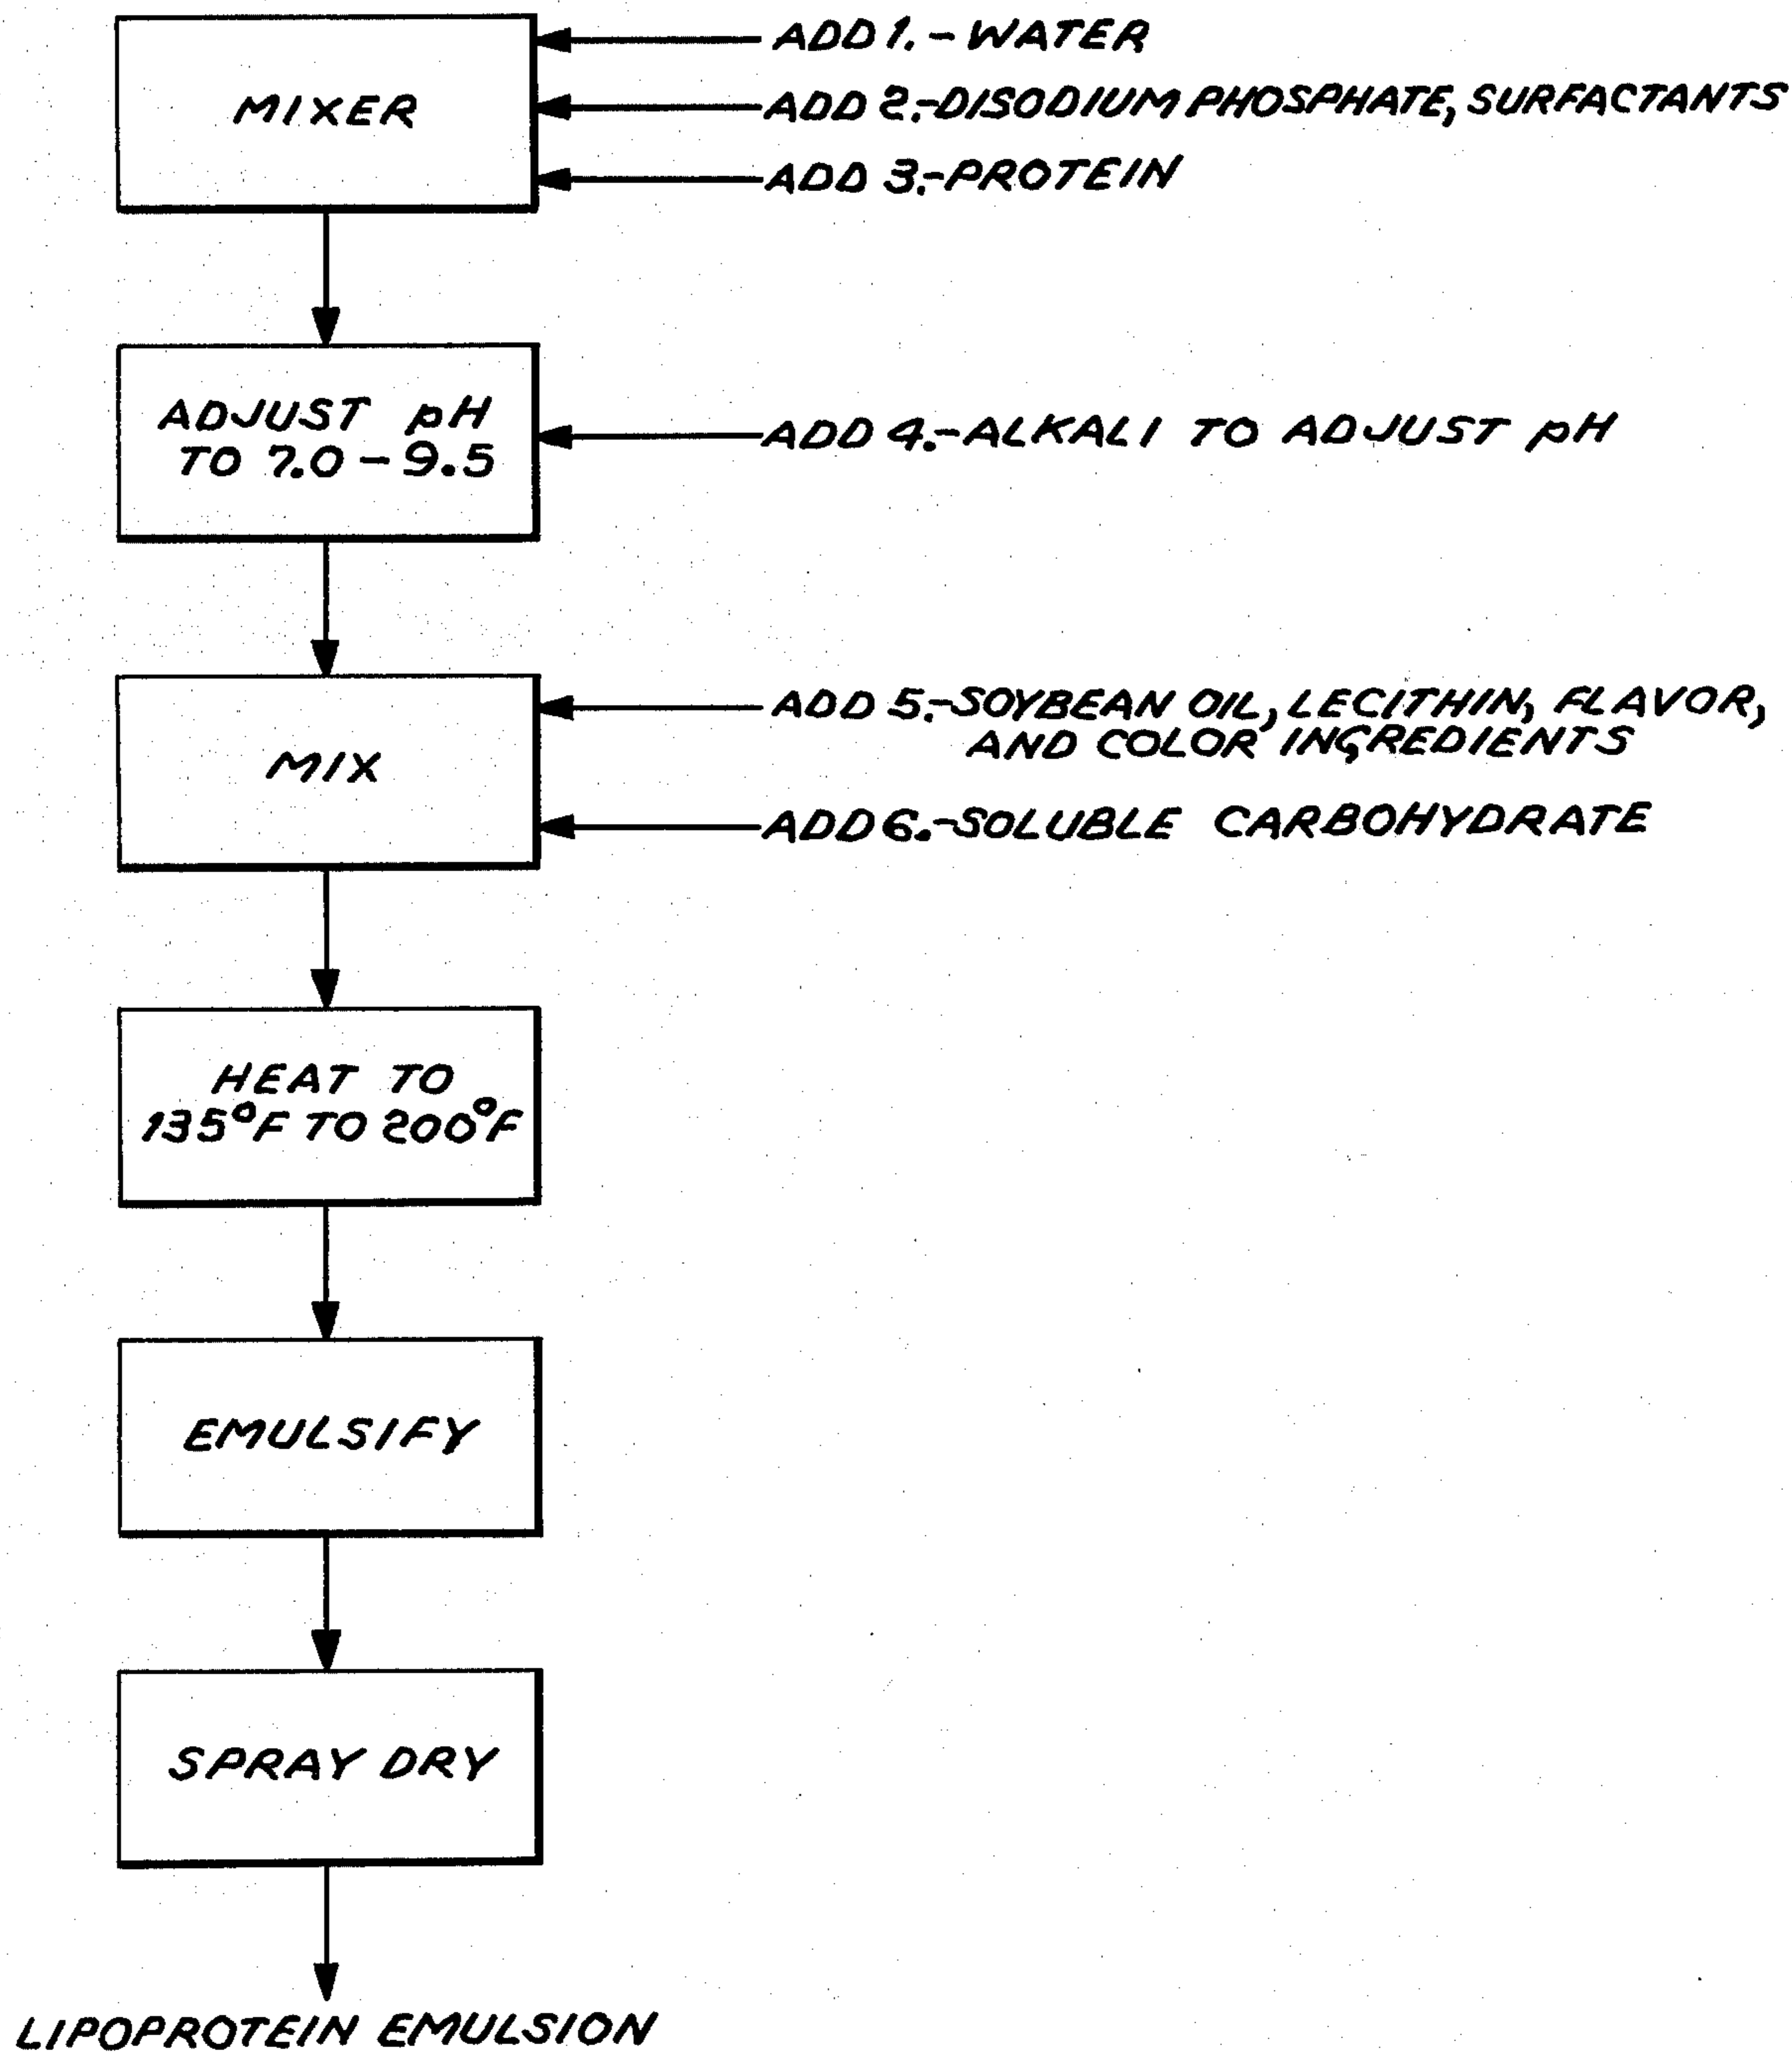 ADD 1.-WATER
MIXER
ADD 2.-DISODIUM PHOSPHATE, SURFACTANTS
ADD 3.-PROTEIN
ADJUST pH
TO 7.0-9.5
ADD 4.-ALKALI TO ADJUST pH
ADD 5.-SOYBEAN OIL, LECITHIN, FLAVOR,
AND COLOR INGREDIENTS
MIX
ADD 6.-SOLUBLE CARBOHYDRATE
HEAT TO
135°F TO 200°F
EMULSIFY
SPRAY DRY
LIPOPROTEIN EMULSION